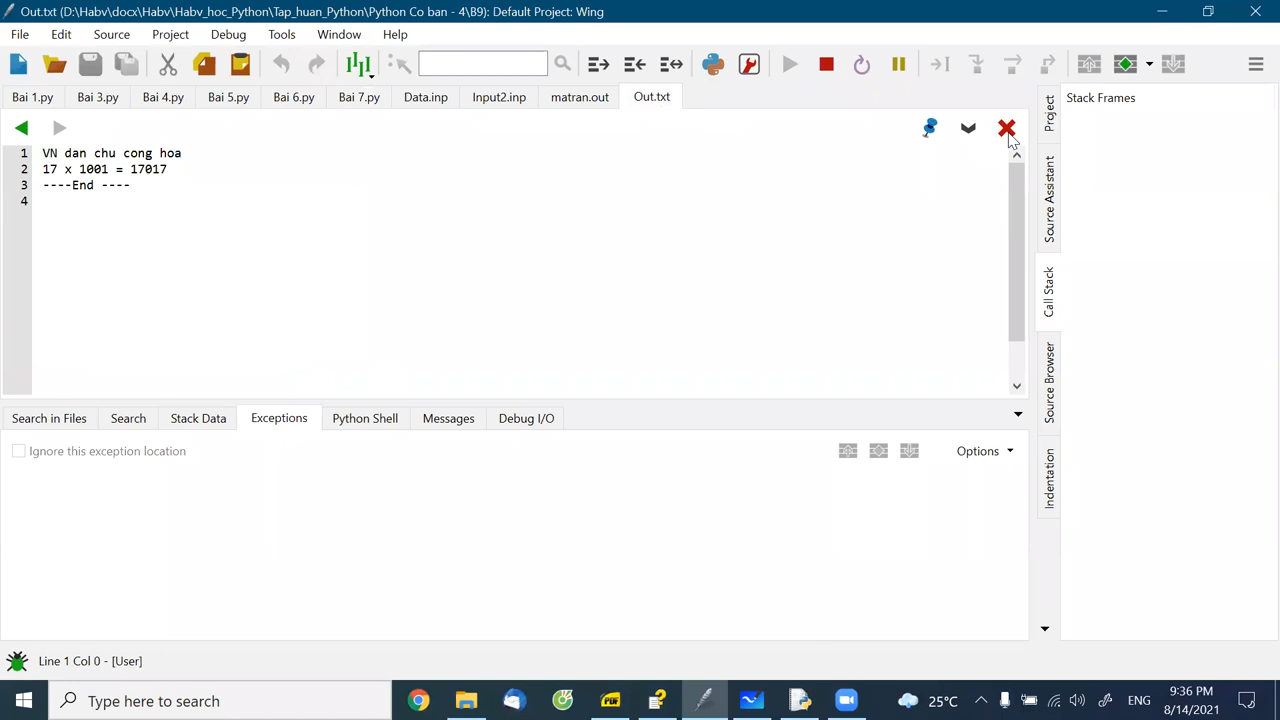 Out.txt (D:\Habv\docx\Habv\Habv_hoc_Python\Tap_huan_Python\Python Co ban - 4\B9): Default Project: Wing
File Edit Source Project Debug Tools Window Help
Bai 1.py Bai 3.py Bai 4.py Bai 5.py Bai 6.py Bai 7.py Data.inp Input2.inp matran.out Out.txt
Stack Frames
1 VN dan chu cong hoa
2 17 x 1001 = 17017
3 ----End ----
4
Project
Source Assistant
Call Stack
Source Browser
Indentation
Search in Files Search Stack Data Exceptions Python Shell Messages Debug I/O
Ignore this exception location Options
Line 1 Col 0 - [User]
Type here to search
PDF
25°C
ENG
9:36 PM
8/14/2021